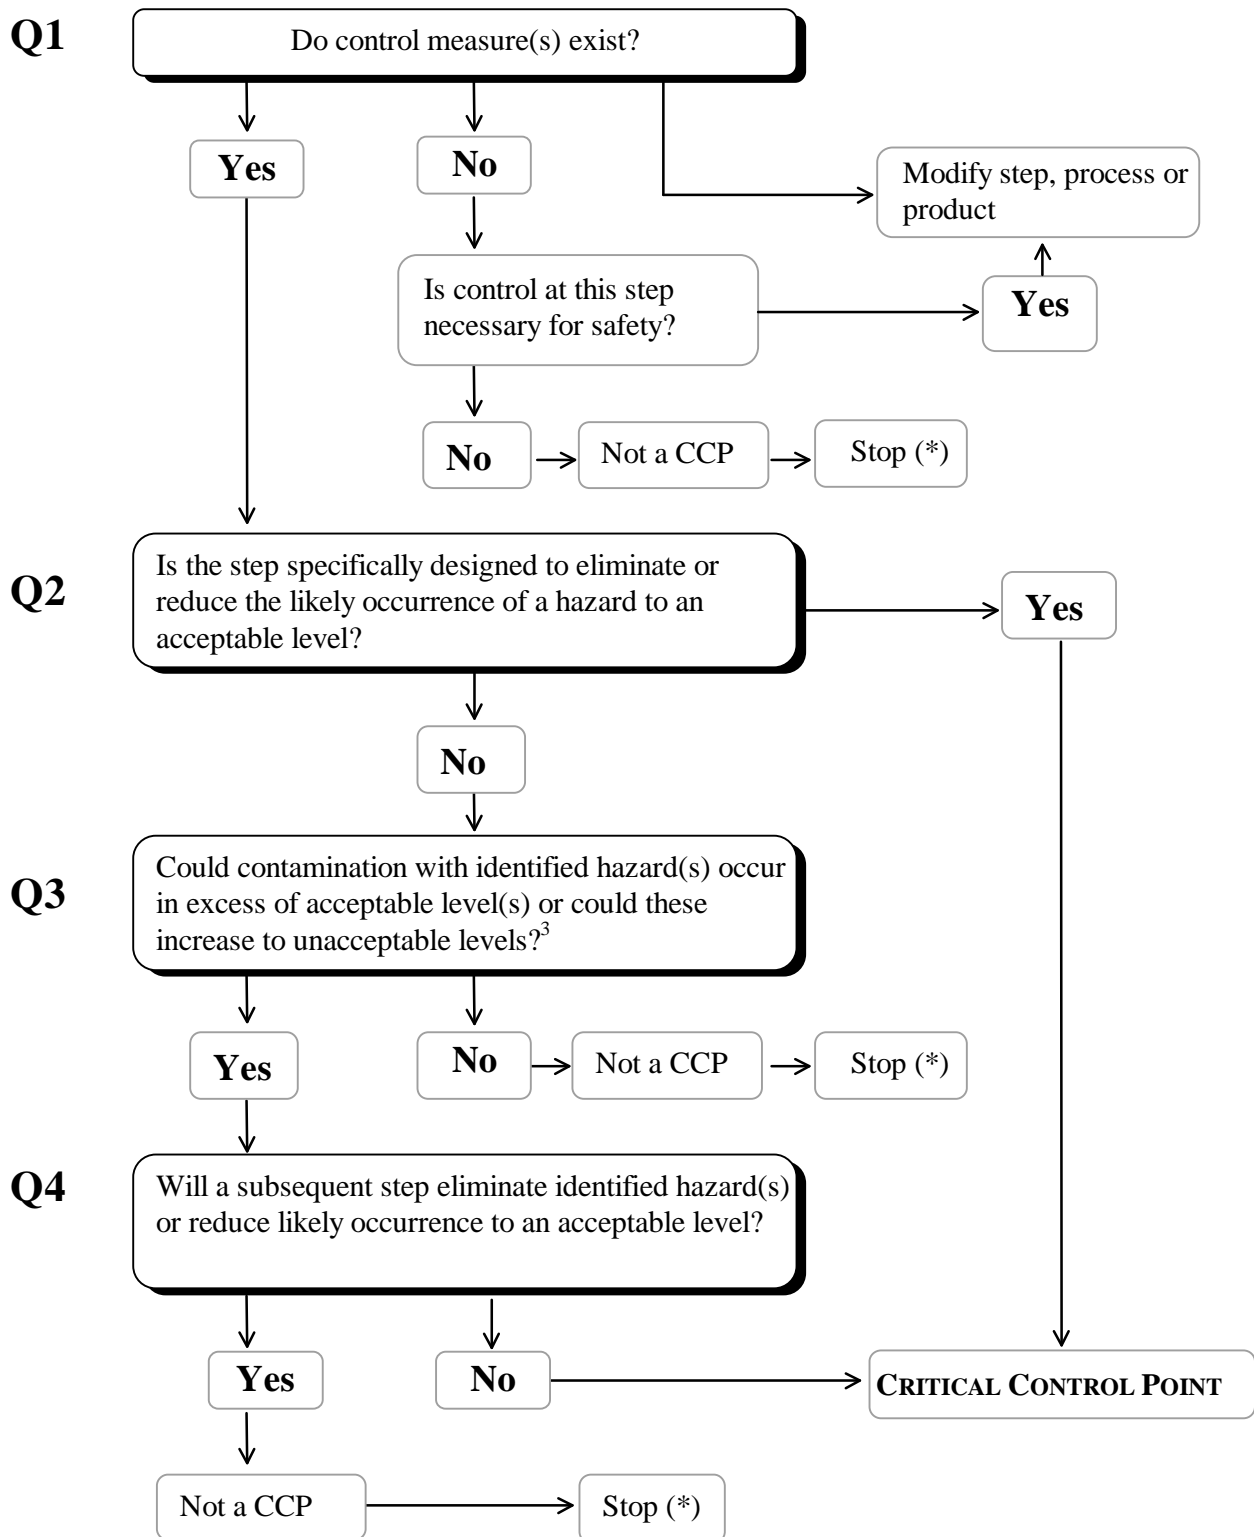 Q1
Do control measure(s) exist?
Yes
No
Modify step, process or
product
Is control at this step
necessary for safety?
Yes
No
Not a CCP
Stop (*)
Q2
Is the step specifically designed to eliminate or
reduce the likely occurrence of a hazard to an
acceptable level?
Yes
No
Q3
Could contamination with identified hazard(s) occur
in excess of acceptable level(s) or could these
increase to unacceptable levels?³
Yes
No
Not a CCP
Stop (*)
Q4
Will a subsequent step eliminate identified hazard(s)
or reduce likely occurrence to an acceptable level?
Yes
No
CRITICAL CONTROL POINT
Not a CCP
Stop (*)